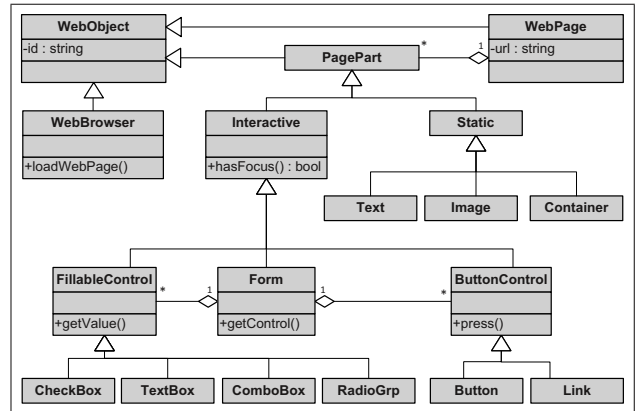 WebObject
-id : string
WebPage
-url : string
PagePart
*
1
WebBrowser
+loadWebPage()
Interactive
+hasFocus() : bool
Static
Text
Image
Container
FillableControl
+getValue()
*
1
Form
+getControl()
1
*
ButtonControl
+press()
CheckBox
TextBox
ComboBox
RadioGrp
Button
Link